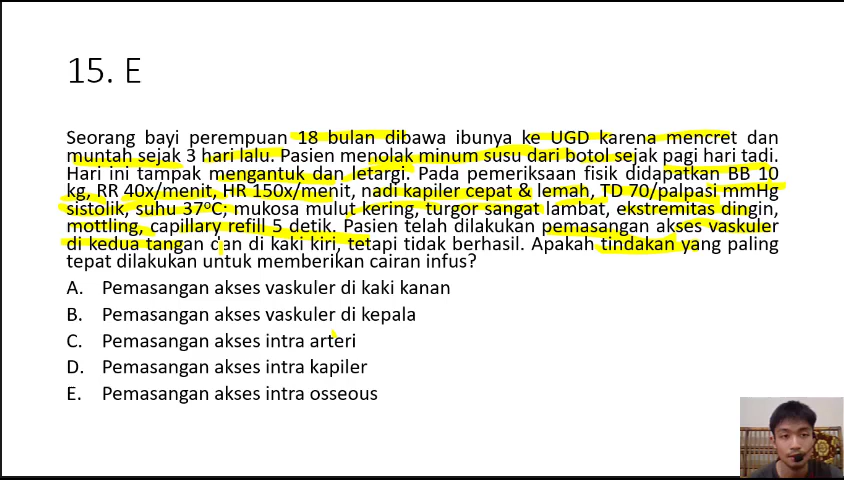 15. E
Seorang bayi perempuan 18 bulan dibawa ibunya ke UGD karena mencret dan
muntah sejak 3 hari lalu. Pasien menolak minum susu dari botol sejak pagi hari tadi.
Hari ini tampak mengantuk dan letargi. Pada pemeriksaan fisik didapatkan BB 10
kg, RR 40x/menit, HR 150x/menit, nadi kapiler cepat & lemah, TD 70/palpasi mmHg
sistolik, suhu 37°C; mukosa mulut kering, turgor sangat lambat, ekstremitas dingin,
mottling, capillary refill 5 detik. Pasien telah dilakukan pemasangan akses vaskuler
di kedua tangan dan di kaki kiri, tetapi tidak berhasil. Apakah tindakan yang paling
tepat dilakukan untuk memberikan cairan infus?
A. Pemasangan akses vaskuler di kaki kanan
B. Pemasangan akses vaskuler di kepala
C. Pemasangan akses intra arteri
D. Pemasangan akses intra kapiler
E. Pemasangan akses intra osseous